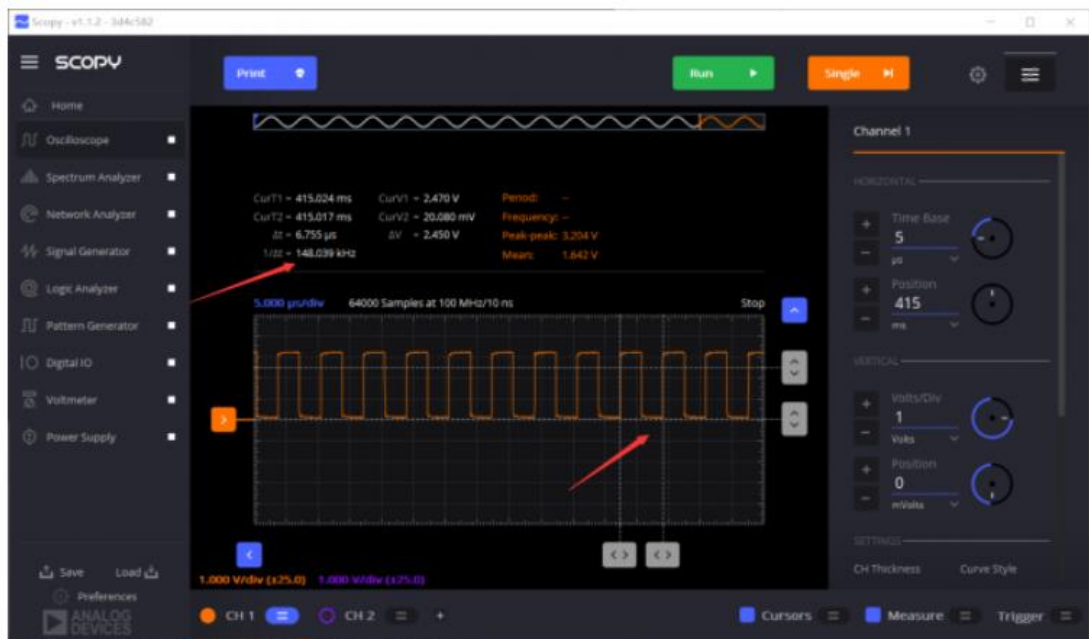 Scopy - v1.1.2 - 3d4c582
SCOPY
Print
Run
Single
Home
Oscilloscope
Spectrum Analyzer
Network Analyzer
Signal Generator
Logic Analyzer
Pattern Generator
Digital IO
Voltmeter
Power Supply
Save Load
Preferences
ANALOG
DEVICES
CurT1 = 415.024 ms CurV1 = 2.470 V Period: --
CurT2 = 415.017 ms CurV2 = 20.080 mV Frequency: --
Δt = 6.755 µs ΔV = 2.450 V Peak-peak: 3.204 V
1/Δt = 148.039 kHz Mean: 1.642 V
5.000 µs/div 64000 Samples at 100 MHz/10 ns Stop
1.000 V/div (±25.0) 1.000 V/div (±25.0)
CH 1 CH 2 + Cursors Measure Trigger
Channel 1
HORIZONTAL
+ Time Base
5
− µs
+ Position
415
− ms
VERTICAL
+ Volts/Div
1
− Volts
+ Position
0
− mVolts
SETTINGS
CH Thickness Curve Style